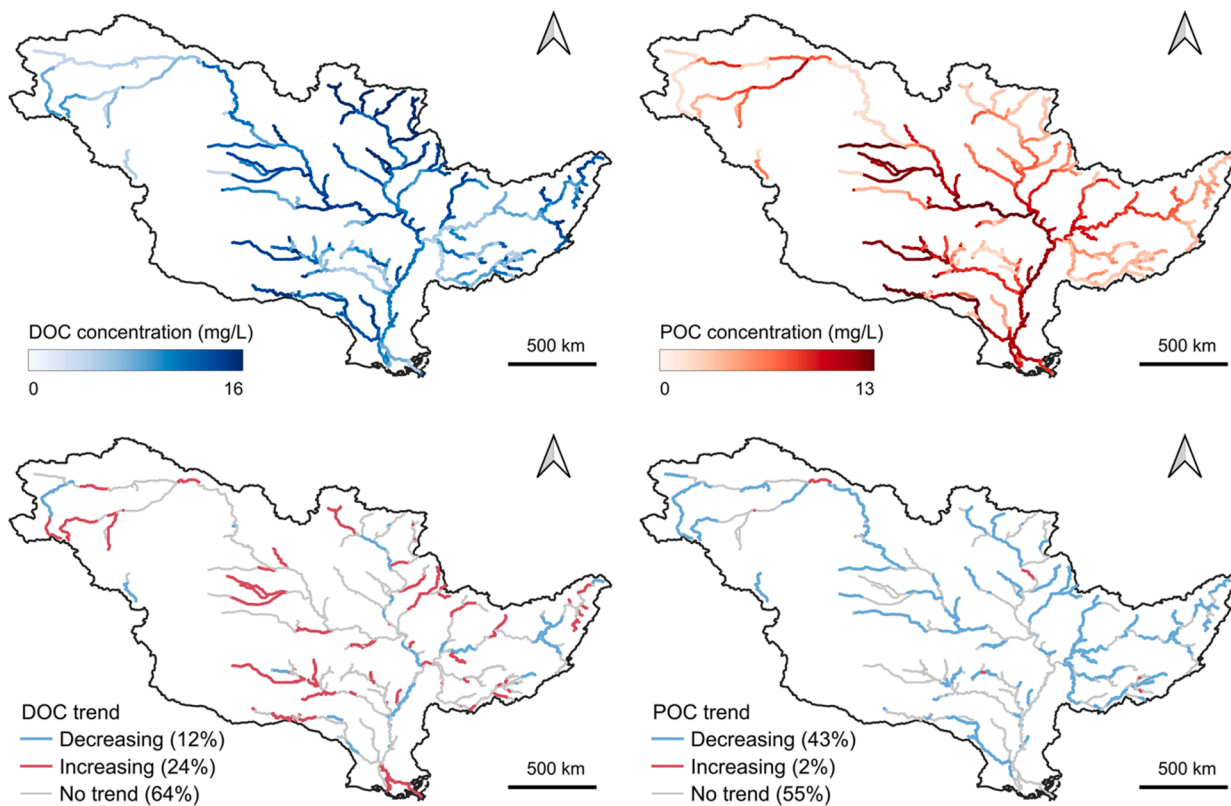 DOC concentration (mg/L)
0 16
500 km
POC concentration (mg/L)
0 13
500 km
DOC trend
Decreasing (12%)
Increasing (24%)
No trend (64%)
500 km
POC trend
Decreasing (43%)
Increasing (2%)
No trend (55%)
500 km